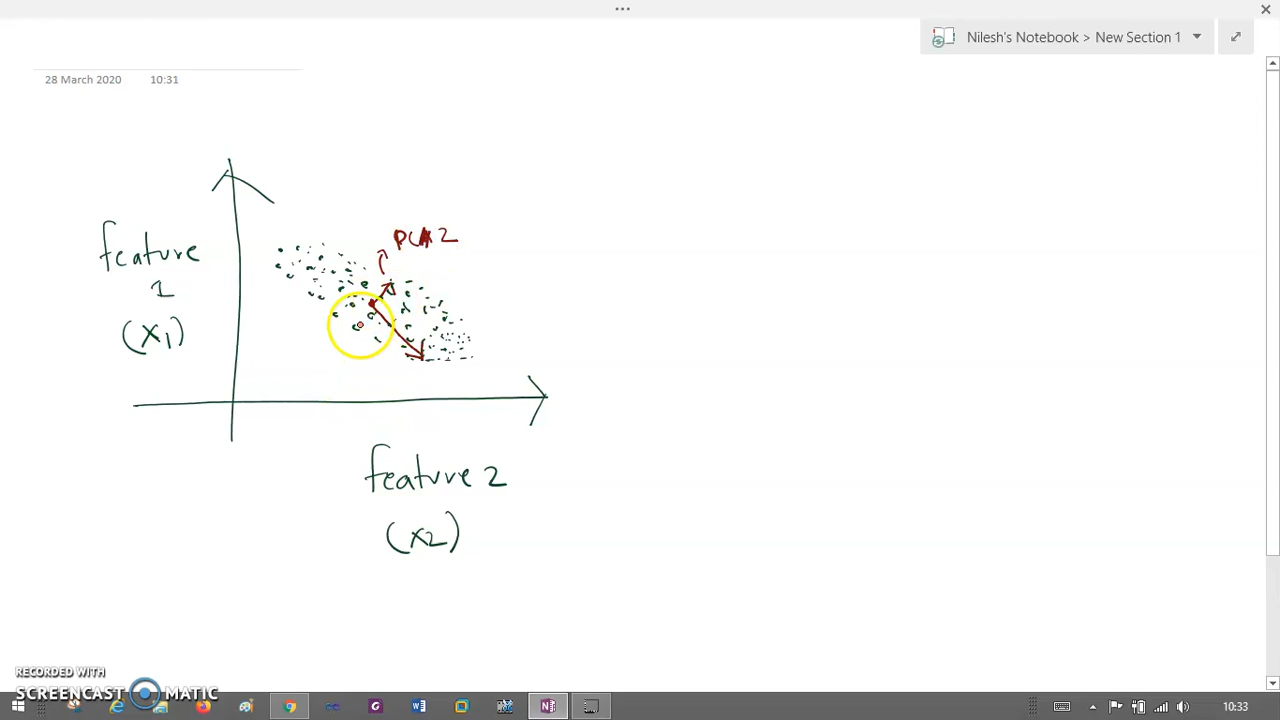 Nilesh's Notebook > New Section 1
28 March 2020 10:31
PCA 2
feature
1
(x1)
feature 2
(x2)
RECORDED WITH
SCREENCAST MATIC
10:33